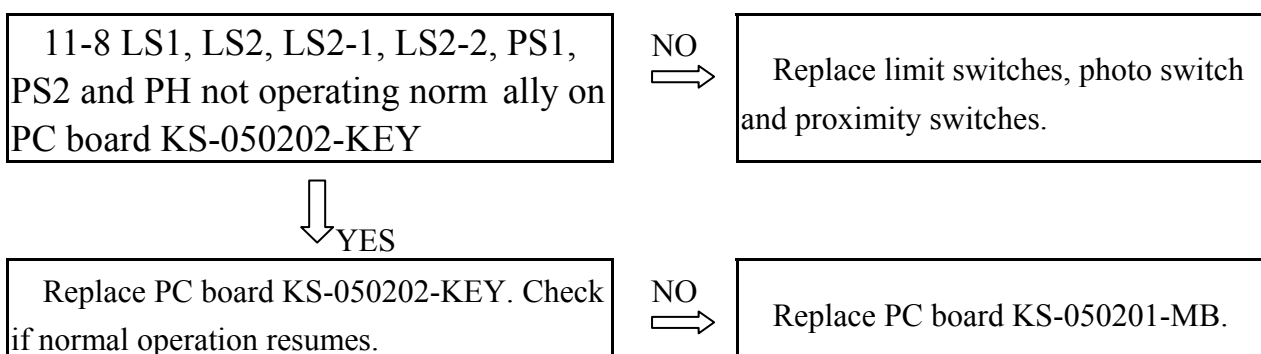 11-8 LS1, LS2, LS2-1, LS2-2, PS1,
PS2 and PH not operating norm ally on
PC board KS-050202-KEY
NO
Replace limit switches, photo switch
and proximity switches.
YES
Replace PC board KS-050202-KEY. Check
if normal operation resumes.
NO
Replace PC board KS-050201-MB.